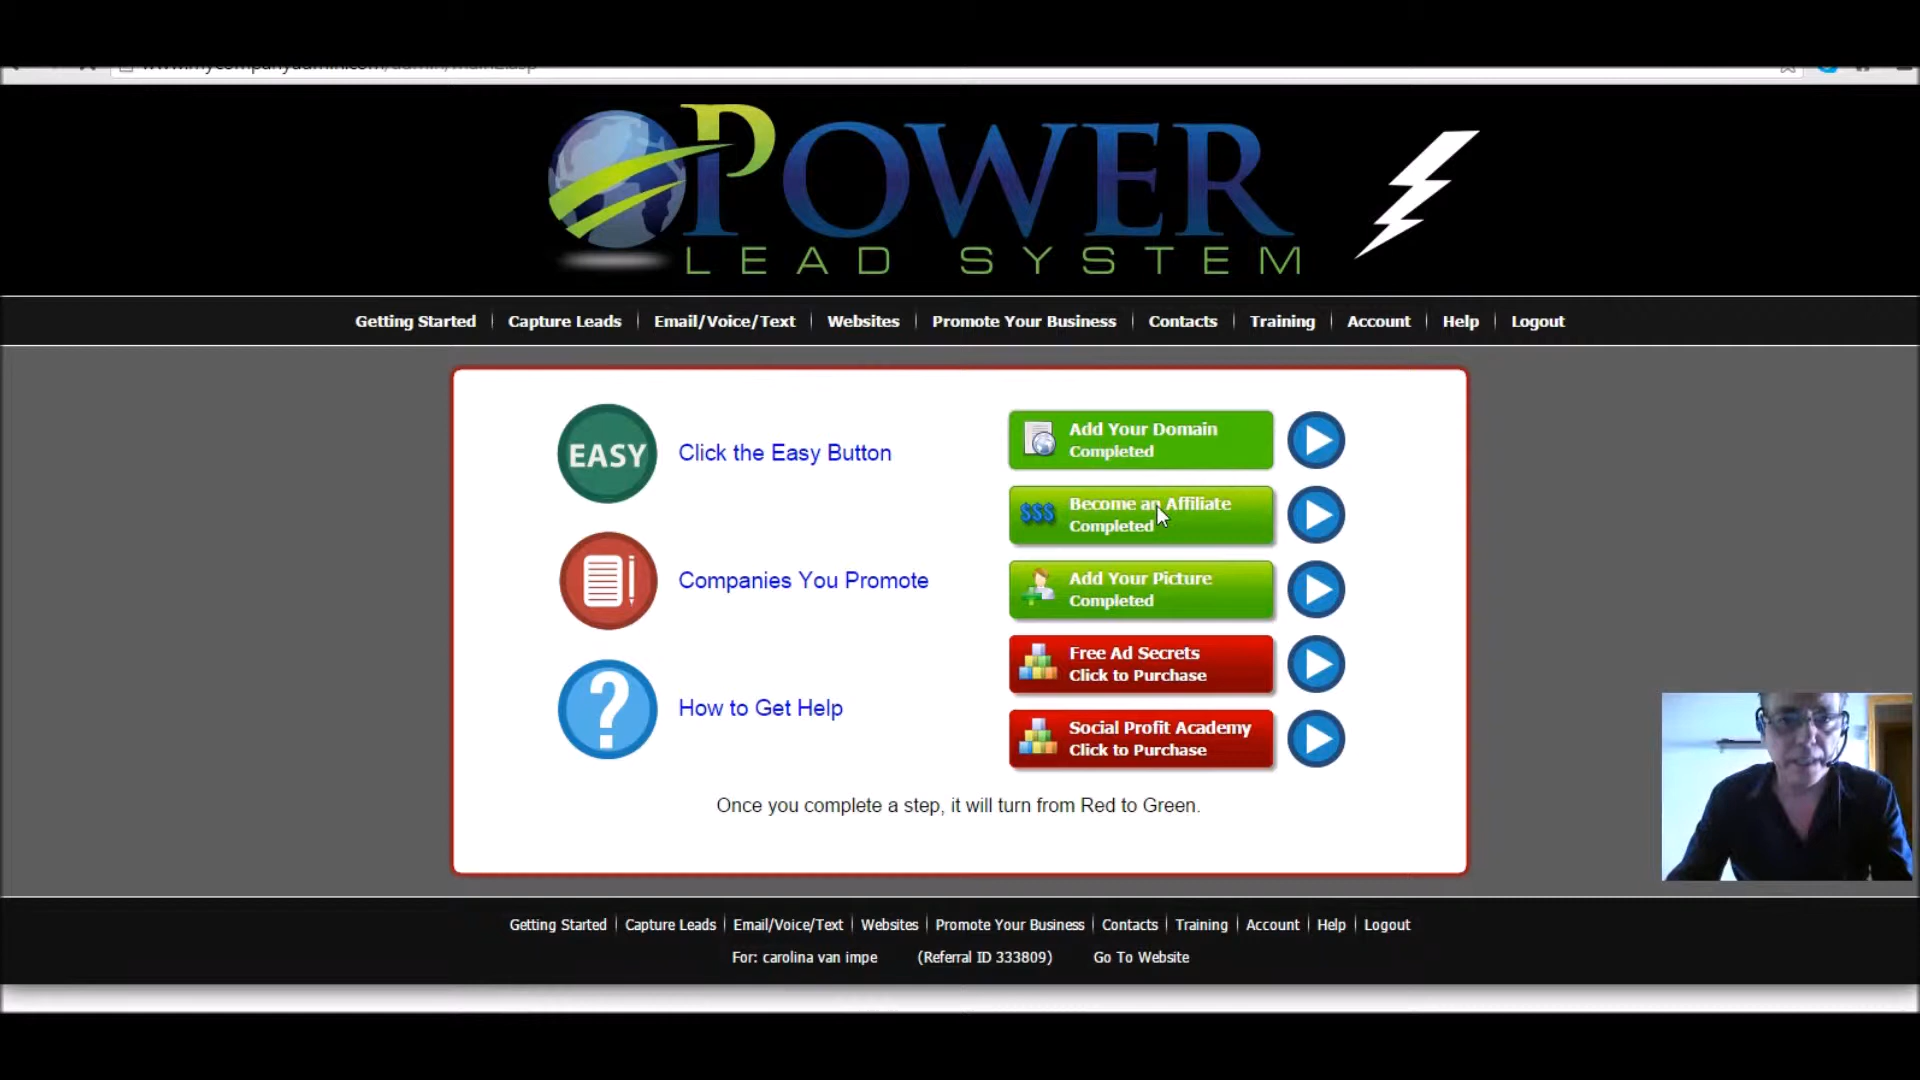 POWER
LEAD SYSTEM
Getting Started
Capture Leads
Email/Voice/Text
Websites
Promote Your Business
Contacts
Training
Account
Help
Logout
EASY
Click the Easy Button
Companies You Promote
?
How to Get Help
Add Your Domain
Completed
$$$
Become an Affiliate
Completed
Add Your Picture
Completed
Free Ad Secrets
Click to Purchase
Social Profit Academy
Click to Purchase
Once you complete a step, it will turn from Red to Green.
Getting Started
Capture Leads
Email/Voice/Text
Websites
Promote Your Business
Contacts
Training
Account
Help
Logout
For: carolina van impe
(Referral ID 333809)
Go To Website